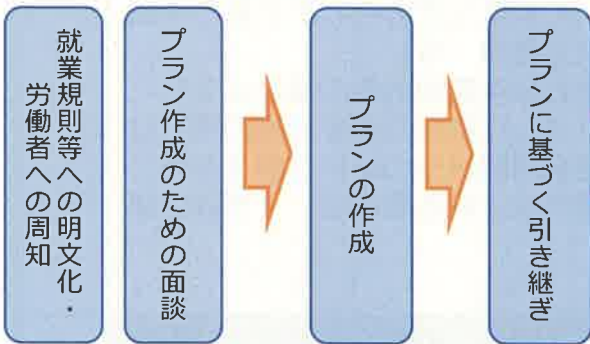 就業規則等への明文化・
労働者への周知
プラン作成のための面談
プランの作成
プランに基づく引き継ぎ